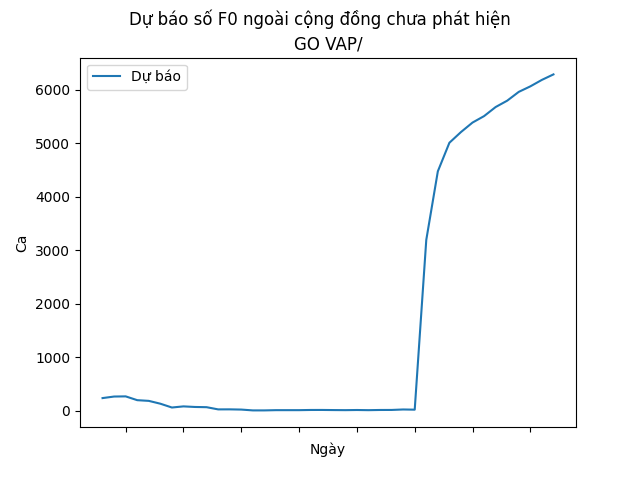 Dự báo số F0 ngoài cộng đồng chưa phát hiện
GO VAP/
Dự báo
6000
5000
4000
3000
2000
1000
0
Ca
Ngày